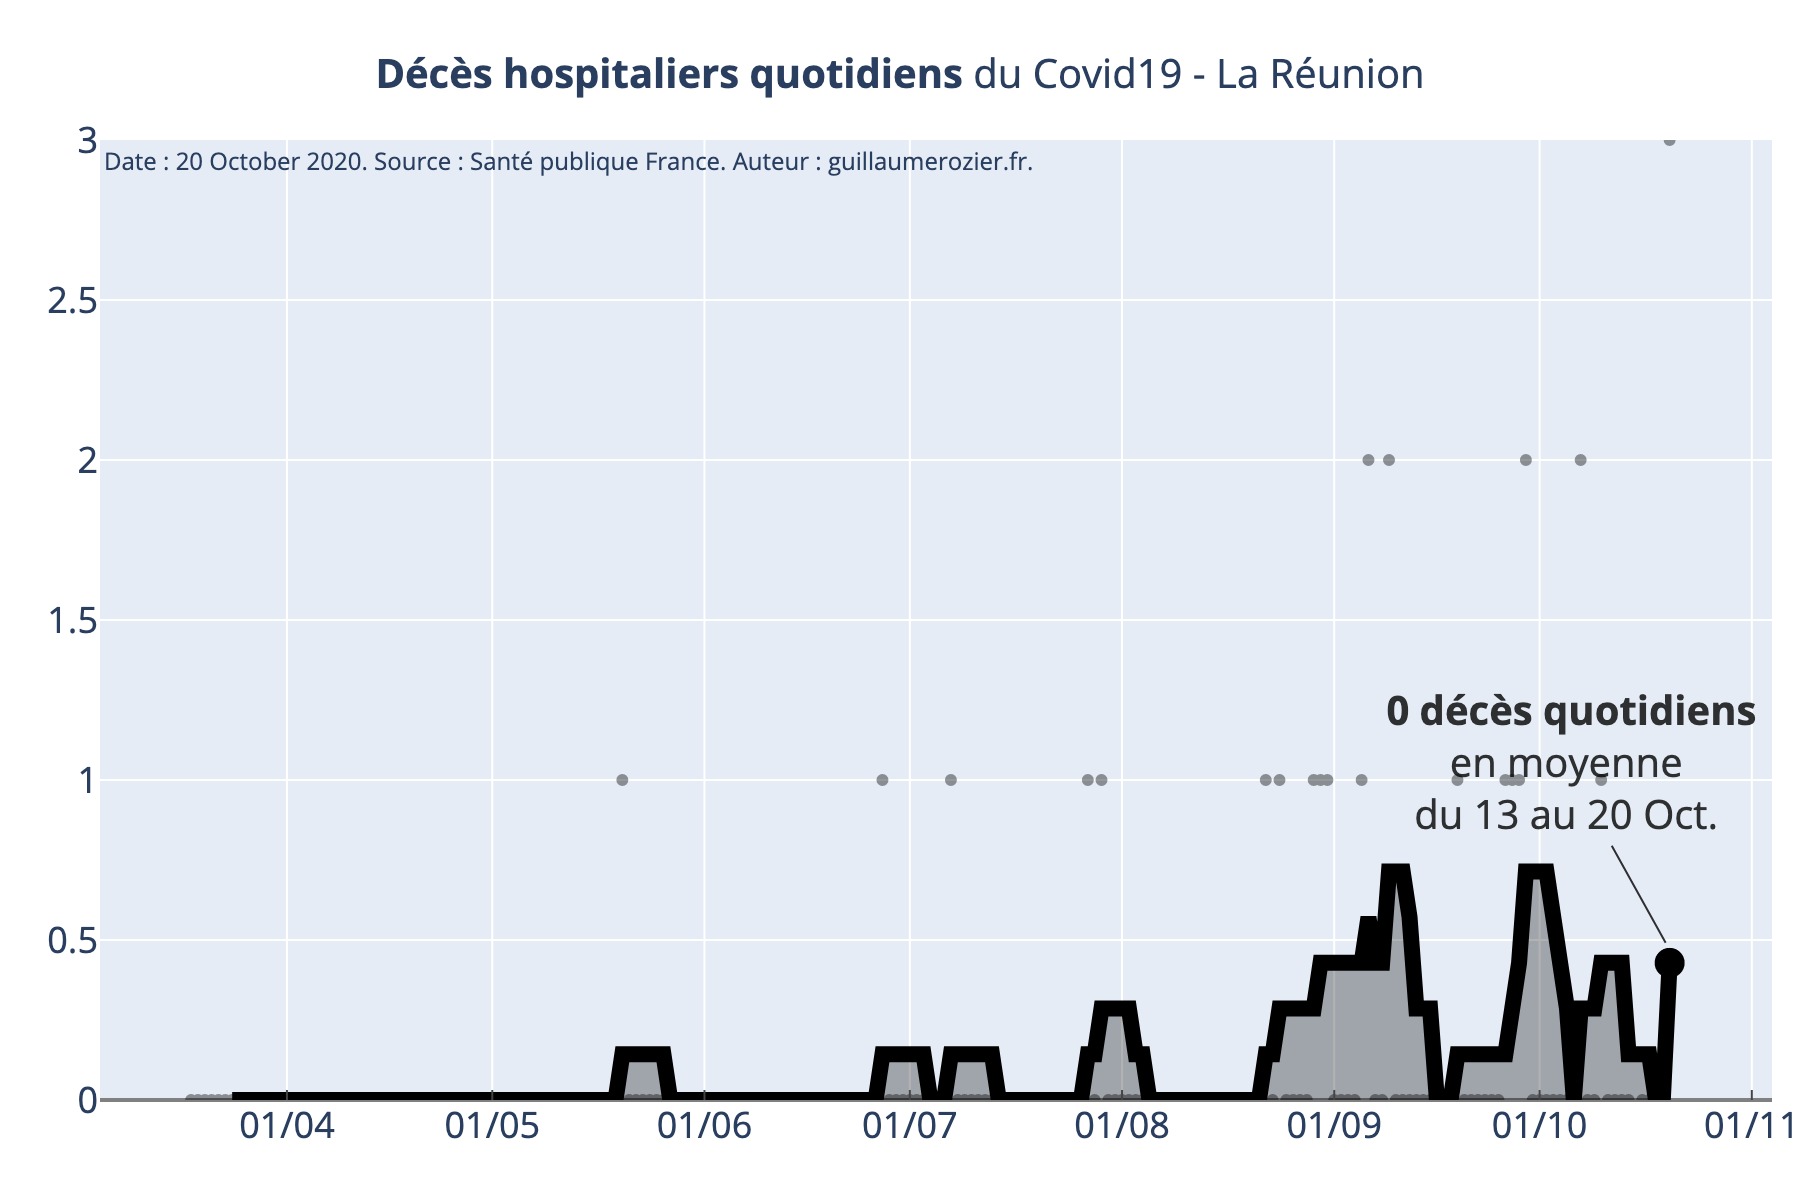 Décès hospitaliers quotidiens du Covid19 - La Réunion
3
Date : 20 October 2020. Source : Santé publique France. Auteur : guillaumerozier.fr.
2.5
2
1.5
0 décès quotidiens
en moyenne
1
du 13 au 20 Oct.
0.5
0
01/04 01/05 01/06 01/07 01/08 01/09 01/10 01/11